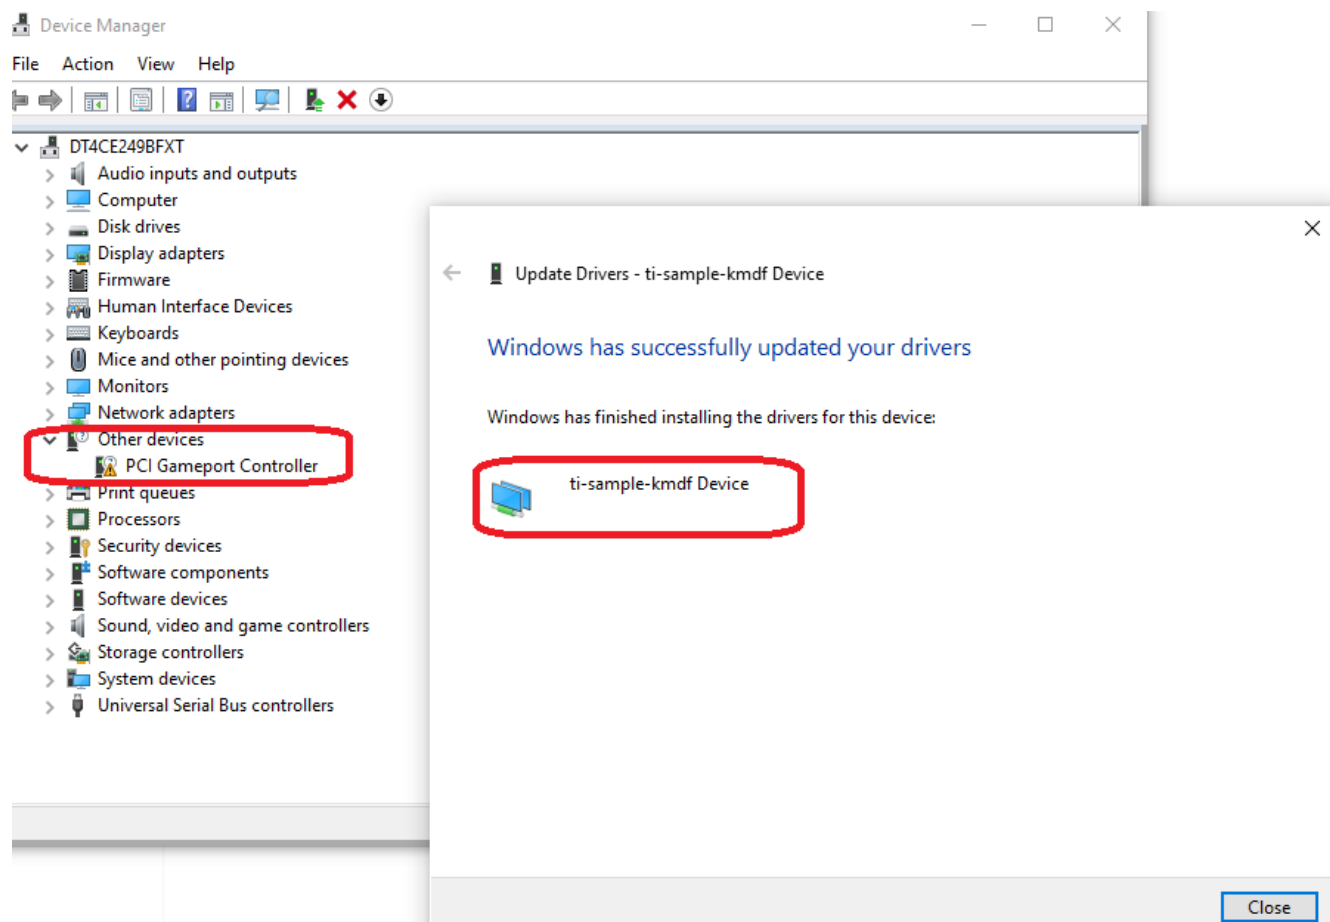 Device Manager
File Action View Help
DT4CE249BFXT
Audio inputs and outputs
Computer
Disk drives
Display adapters
Firmware
Human Interface Devices
Keyboards
Mice and other pointing devices
Monitors
Network adapters
Other devices
PCI Gameport Controller
Print queues
Processors
Security devices
Software components
Software devices
Sound, video and game controllers
Storage controllers
System devices
Universal Serial Bus controllers
Update Drivers - ti-sample-kmdf Device
Windows has successfully updated your drivers
Windows has finished installing the drivers for this device:
ti-sample-kmdf Device
Close